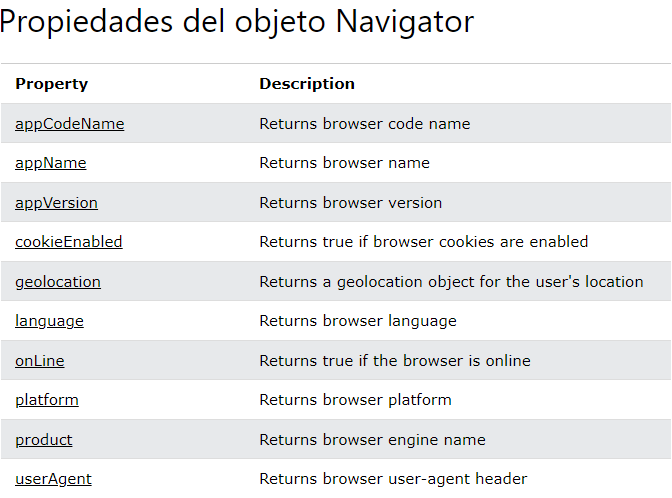 Propiedades del objeto Navigator
Property Description
appCodeName Returns browser code name
appName Returns browser name
appVersion Returns browser version
cookieEnabled Returns true if browser cookies are enabled
geolocation Returns a geolocation object for the user's location
language Returns browser language
onLine Returns true if the browser is online
platform Returns browser platform
product Returns browser engine name
userAgent Returns browser user-agent header